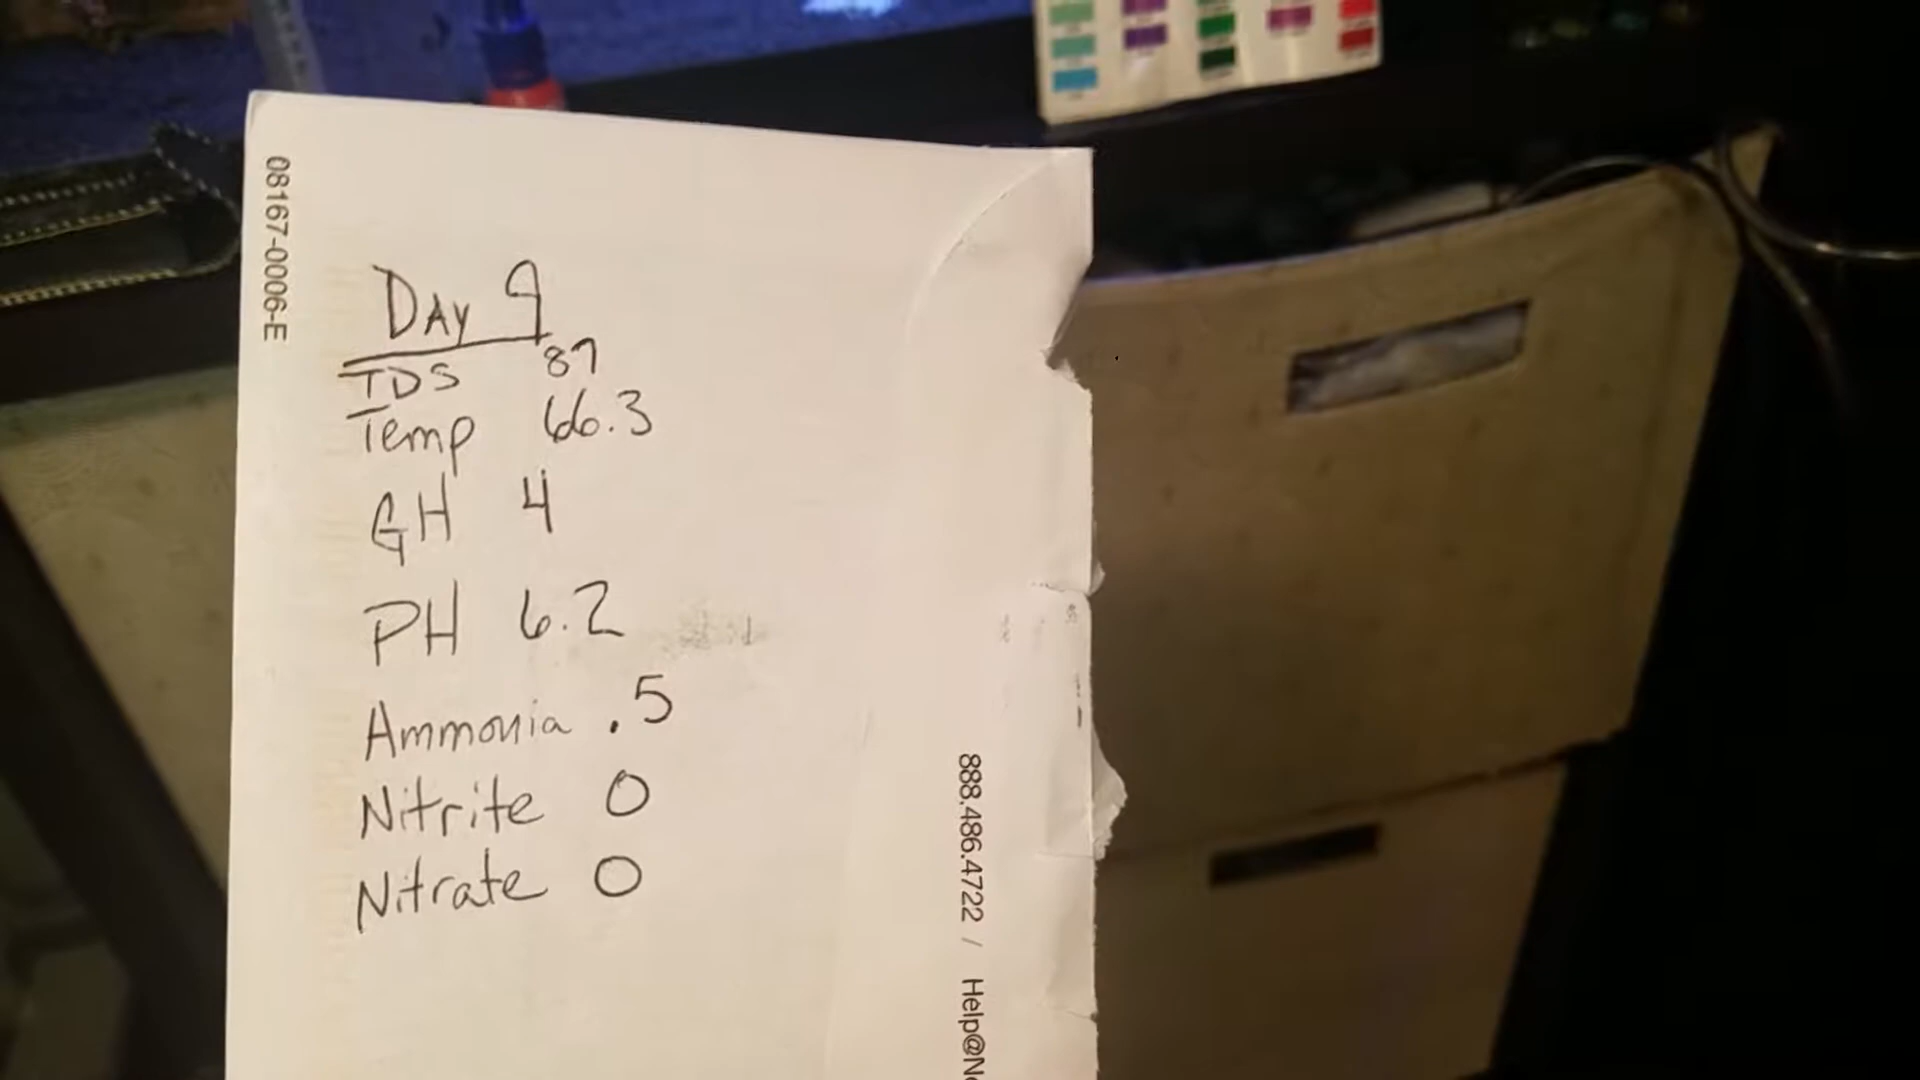 08167-0006-E
Day 9
TDS 87
Temp 66.3
GH 4
PH 6.2
Ammonia .5
Nitrite 0
Nitrate 0
888.486.4722 /